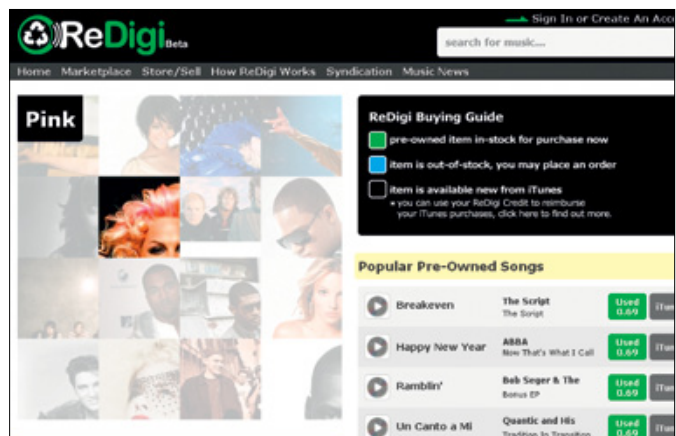 Sign In or Create An Acc
ReDigi Beta
search for music....
Home Marketplace Store/Sell How ReDigi Works Syndication Music News
Pink
ReDigi Buying Guide
pre-owned item in-stock for purchase now
item is out-of-stock, you may place an order
item is available new from iTunes
* you can use your ReDigi Credit to reimburse
your iTunes purchases, click here to find out more.
Popular Pre-Owned Songs
Breakeven The Script Used iTun
The Script 0.69
Happy New Year ABBA Used iTun
Now That's What I Call 0.69
Ramblin' Bob Seger & The Used iTun
Bonus EP 0.69
Un Canto a Mi Quantic and His Used iTun
Tradition In Transition 0.69